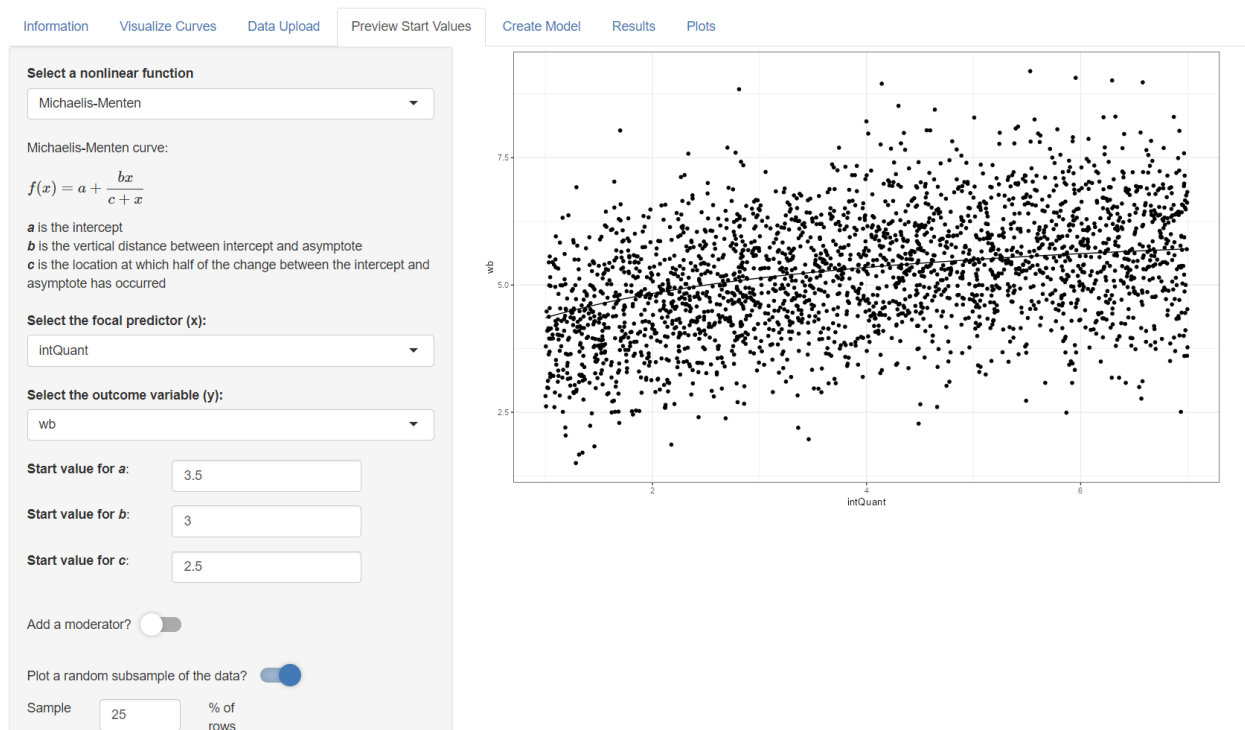 Information Visualize Curves Data Upload Preview Start Values Create Model Results Plots
Select a nonlinear function
Michaelis-Menten
Michaelis-Menten curve:
f(x) = a + bx / (c + x)
a is the intercept
b is the vertical distance between intercept and asymptote
c is the location at which half of the change between the intercept and
asymptote has occurred
Select the focal predictor (x):
intQuant
Select the outcome variable (y):
wb
Start value for a: 3.5
Start value for b: 3
Start value for c: 2.5
Add a moderator?
Plot a random subsample of the data?
Sample 25 % of
rows
7.5
5.0
2.5
wb
2 4 6
intQuant